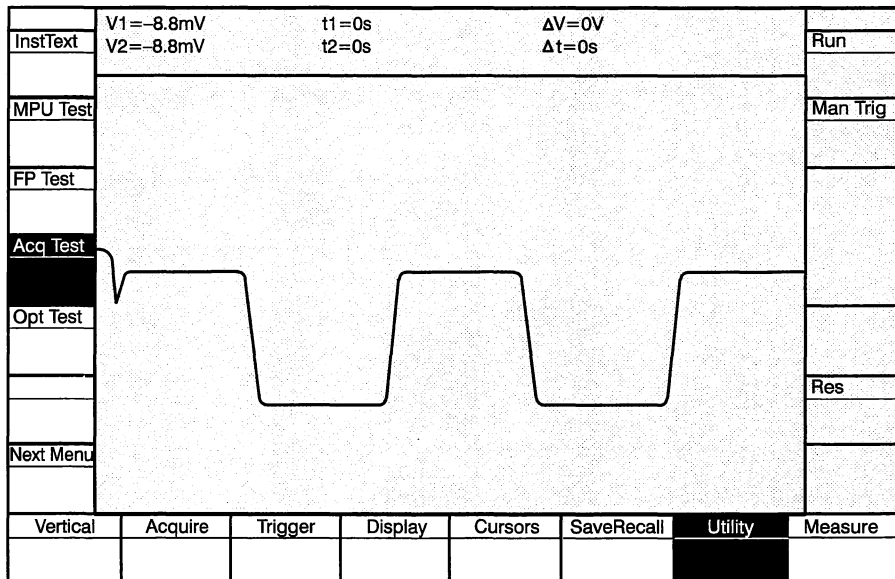 V1=–8.8mV t1=0s ΔV=0V
V2=–8.8mV t2=0s Δt=0s
InstText
Run
MPU Test
Man Trig
FP Test
Acq Test
Opt Test
Res
Next Menu
Vertical Acquire Trigger Display Cursors SaveRecall Utility Measure